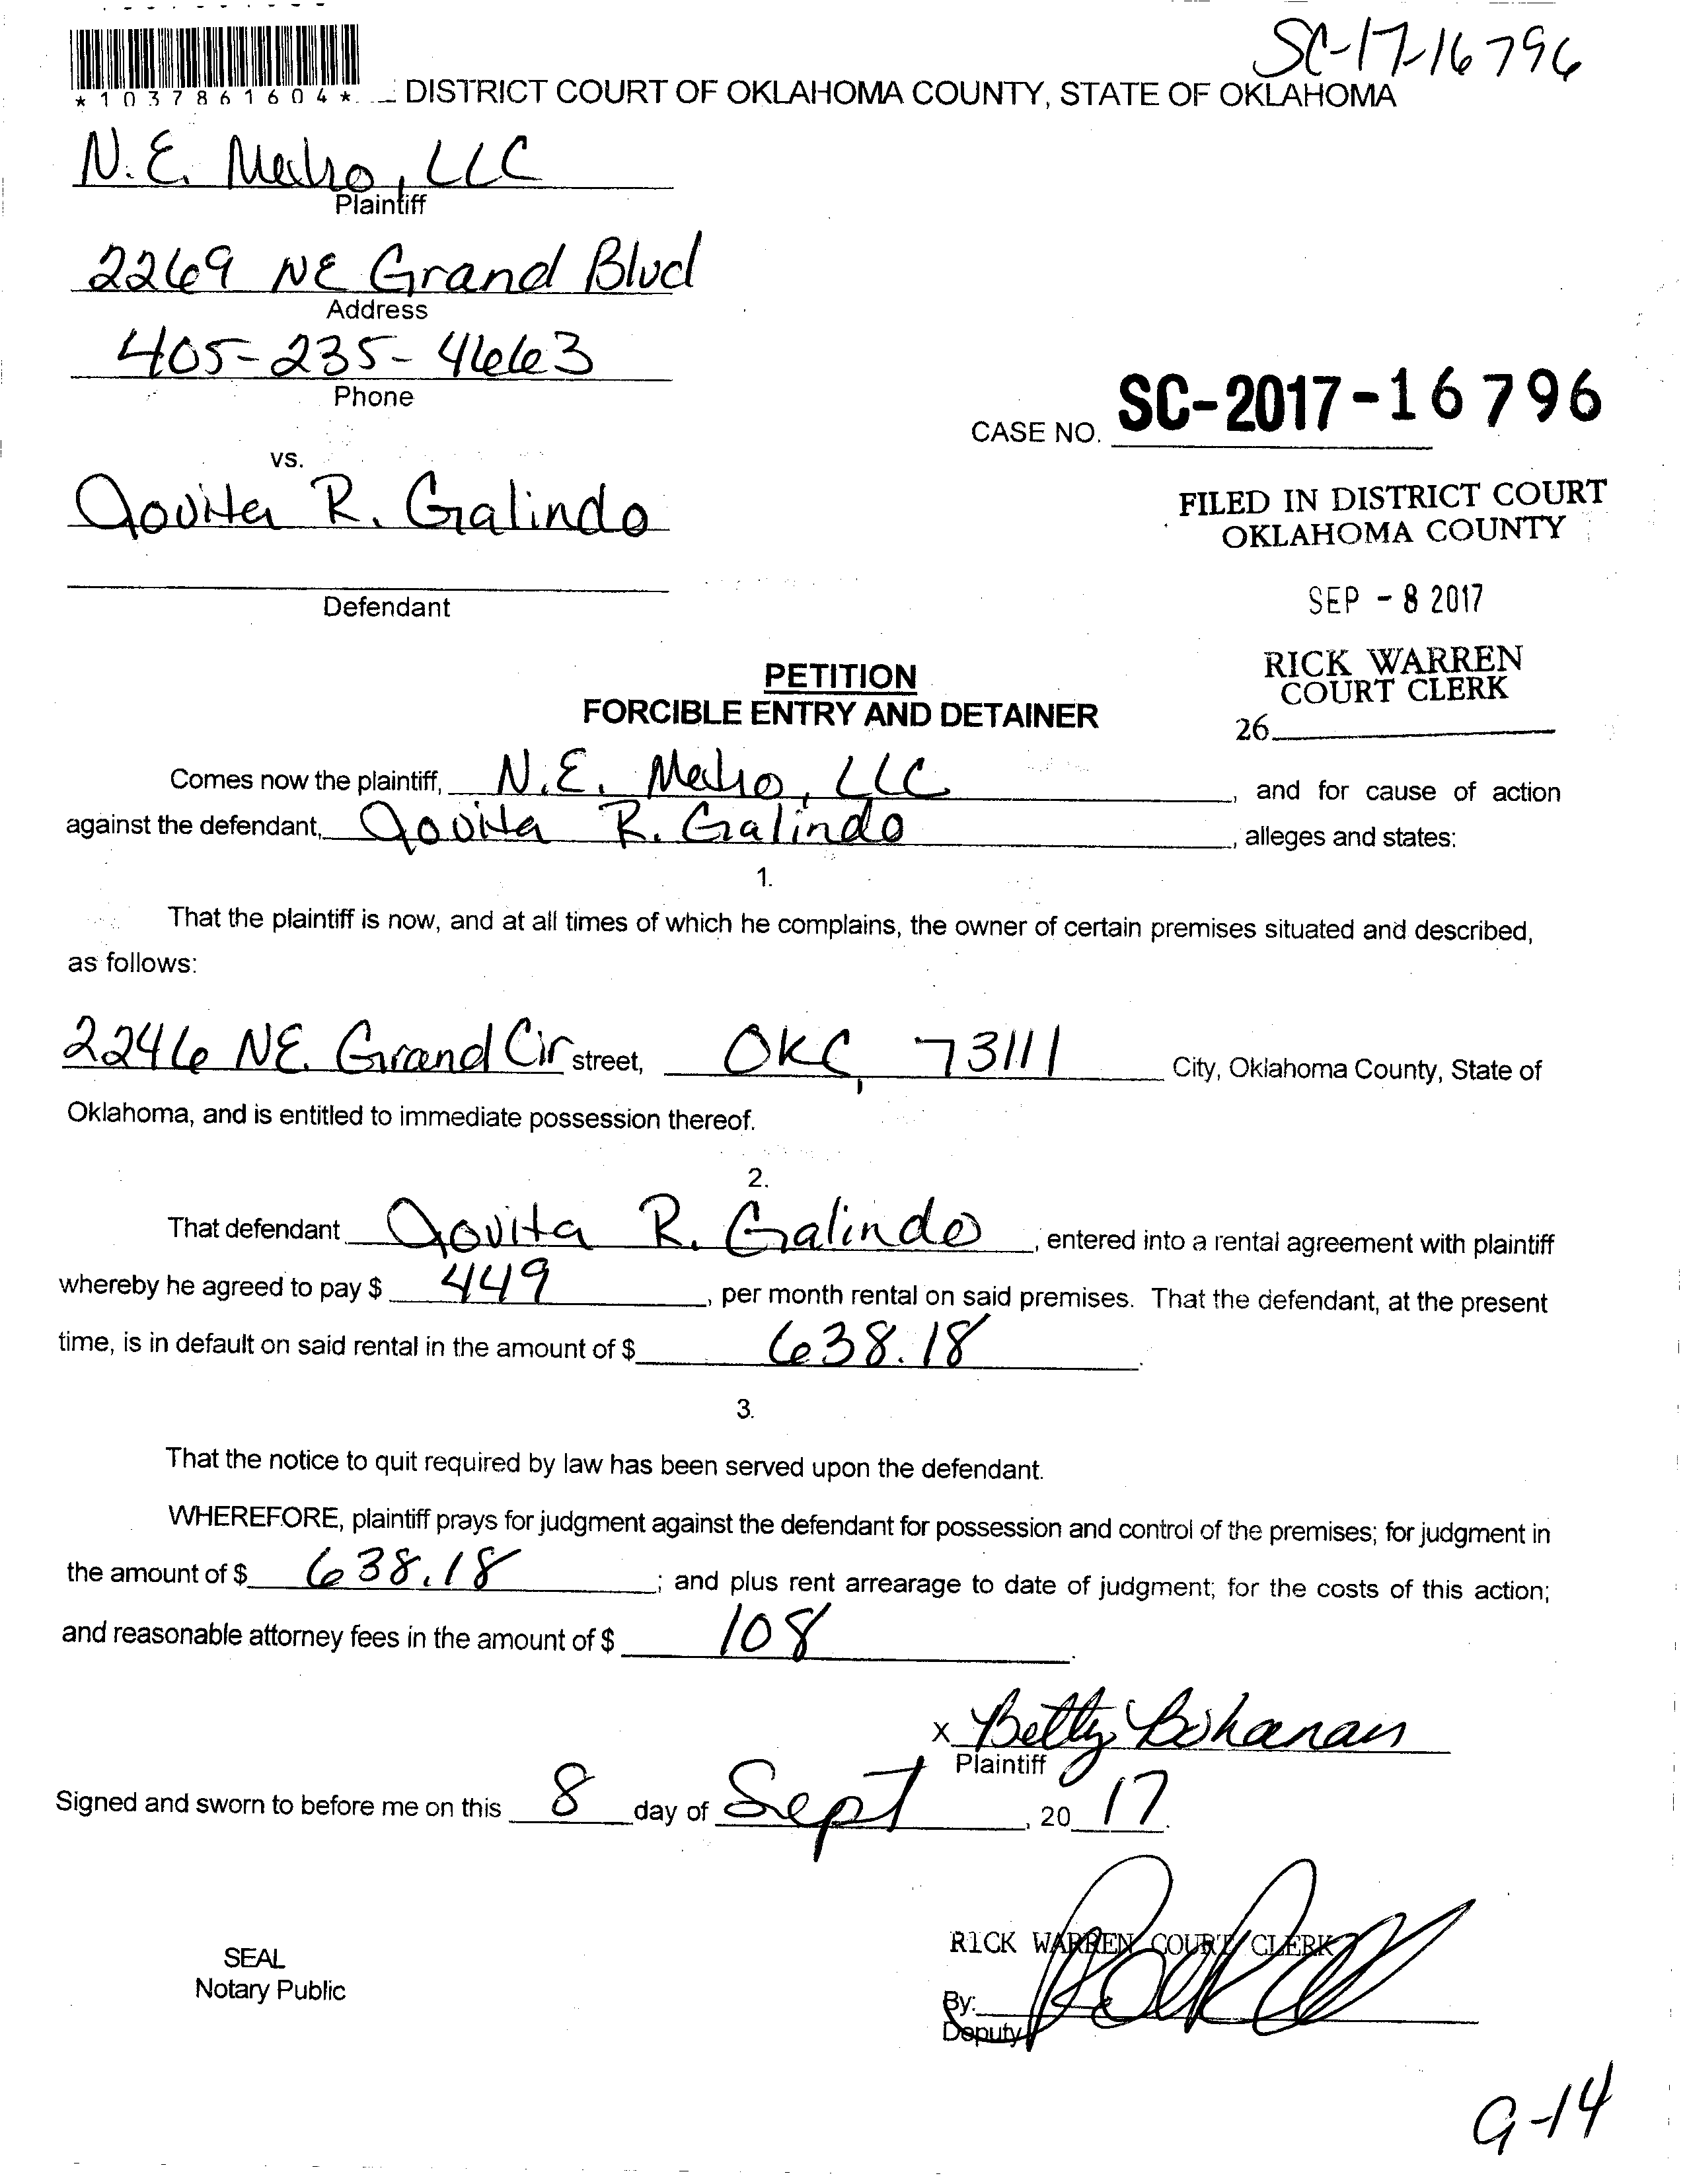 SC-17-16796
*1037861604*
DISTRICT COURT OF OKLAHOMA COUNTY, STATE OF OKLAHOMA
N.E. Metro, LLC
Plaintiff
2269 NE Grand Blvd
Address
405-235-4663
Phone
CASE NO. SC-2017-16796
vs.
Jovita R. Galindo
FILED IN DISTRICT COURT
OKLAHOMA COUNTY
Defendant
SEP - 8 2017
RICK WARREN
COURT CLERK
26
PETITION
FORCIBLE ENTRY AND DETAINER
Comes now the plaintiff, N.E. Metro, LLC, and for cause of action
against the defendant, Jovita R. Galindo, alleges and states:
1.
That the plaintiff is now, and at all times of which he complains, the owner of certain premises situated and described,
as follows:
2246 NE. Grand Cir street, OKC, 73111 City, Oklahoma County, State of
Oklahoma, and is entitled to immediate possession thereof.
2.
That defendant Jovita R. Galindo, entered into a rental agreement with plaintiff
whereby he agreed to pay $ 449, per month rental on said premises. That the defendant, at the present
time, is in default on said rental in the amount of $ 638.18.
3.
That the notice to quit required by law has been served upon the defendant.
WHEREFORE, plaintiff prays for judgment against the defendant for possession and control of the premises; for judgment in
the amount of $ 638.18; and plus rent arrearage to date of judgment; for the costs of this action;
and reasonable attorney fees in the amount of $ 108.
x Betty Bohanan
Plaintiff
Signed and sworn to before me on this 8 day of Sept, 20 17.
RICK WARREN COURT CLERK
SEAL
Notary Public
By:
Deputy
9-14